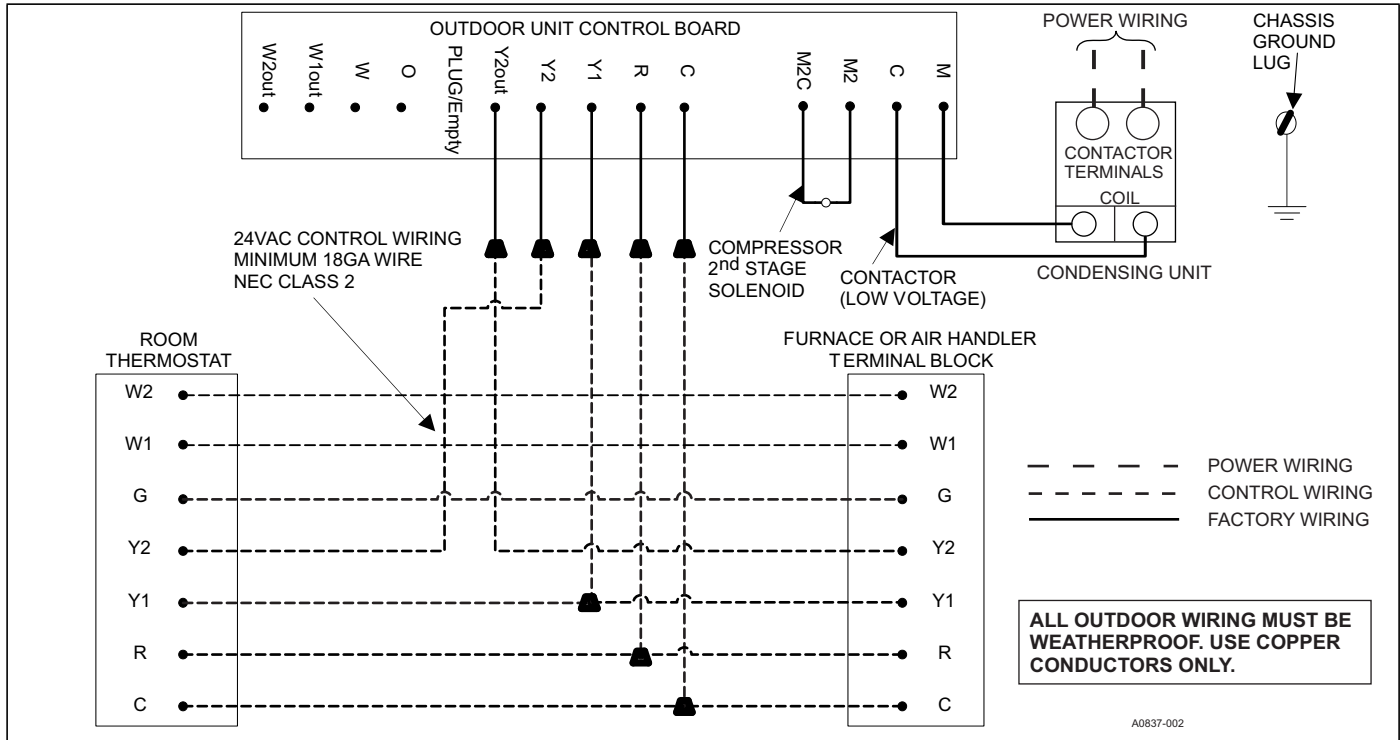 OUTDOOR UNIT CONTROL BOARD
W2out
W1out
W
O
PLUG/Empty
Y2out
Y2
Y1
R
C
M2C
M2
C
M
POWER WIRING
CHASSIS
GROUND
LUG
CONTACTOR
TERMINALS
COIL
CONDENSING UNIT
24VAC CONTROL WIRING
MINIMUM 18GA WIRE
NEC CLASS 2
COMPRESSOR
2nd STAGE
SOLENOID
CONTACTOR
(LOW VOLTAGE)
ROOM
THERMOSTAT
W2
W1
G
Y2
Y1
R
C
FURNACE OR AIR HANDLER
TERMINAL BLOCK
W2
W1
G
Y2
Y1
R
C
POWER WIRING
CONTROL WIRING
FACTORY WIRING
ALL OUTDOOR WIRING MUST BE
WEATHERPROOF. USE COPPER
CONDUCTORS ONLY.
A0837-002